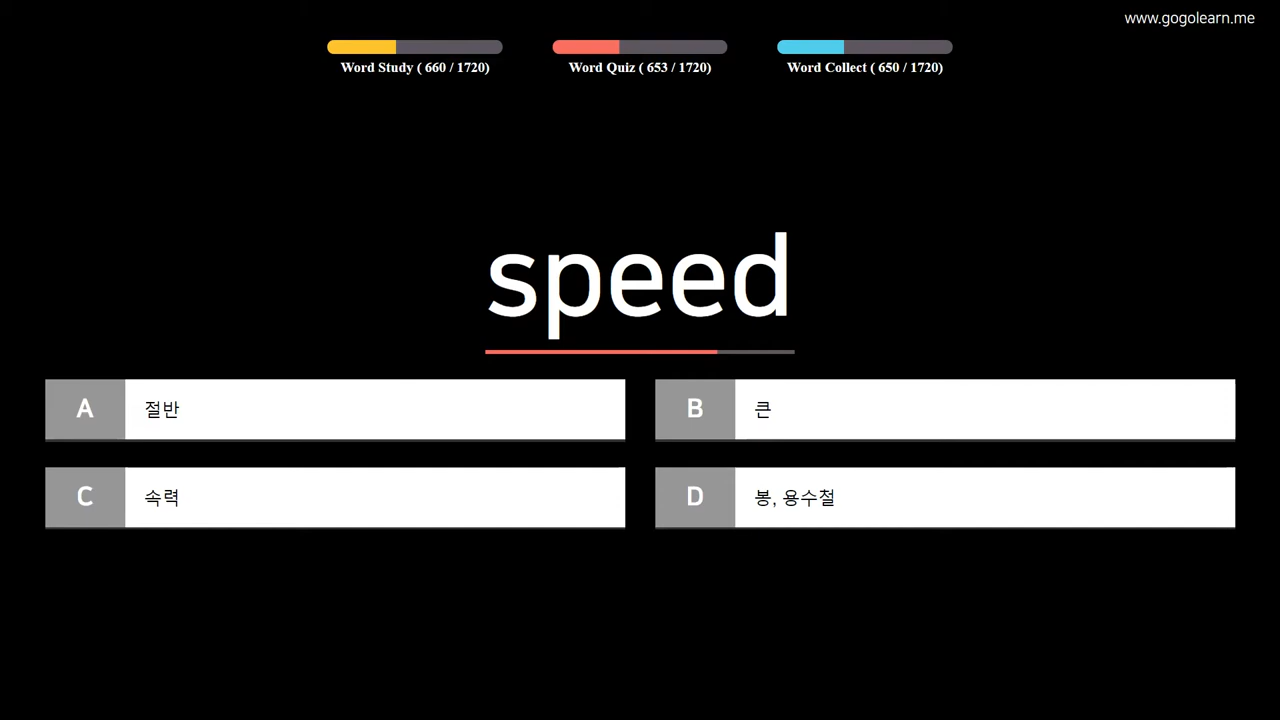 www.gogolearn.me
Word Study ( 660 / 1720)
Word Quiz ( 653 / 1720)
Word Collect ( 650 / 1720)
speed
A 절반
B 큰
C 속력
D 봉, 용수철